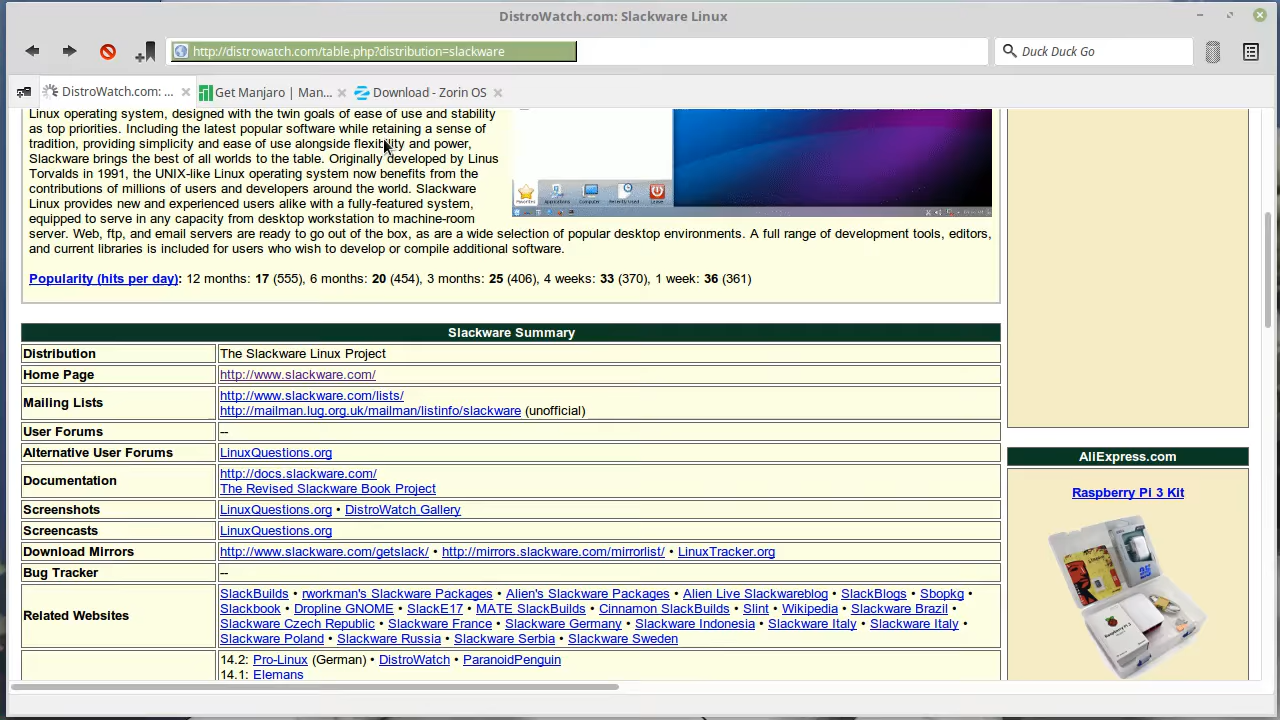 DistroWatch.com: Slackware Linux
http://distrowatch.com/table.php?distribution=slackware
Duck Duck Go
DistroWatch.com: ...
Get Manjaro | Man...
Download - Zorin OS
Linux operating system, designed with the twin goals of ease of use and stability
as top priorities. Including the latest popular software while retaining a sense of
tradition, providing simplicity and ease of use alongside flexibility and power,
Slackware brings the best of all worlds to the table. Originally developed by Linus
Torvalds in 1991, the UNIX-like Linux operating system now benefits from the
contributions of millions of users and developers around the world. Slackware
Linux provides new and experienced users alike with a fully-featured system,
equipped to serve in any capacity from desktop workstation to machine-room
server. Web, ftp, and email servers are ready to go out of the box, as are a wide selection of popular desktop environments. A full range of development tools, editors,
and current libraries is included for users who wish to develop or compile additional software.
Favorites Applications Computer Recently Used Leave
Popularity (hits per day): 12 months: 17 (555), 6 months: 20 (454), 3 months: 25 (406), 4 weeks: 33 (370), 1 week: 36 (361)
Slackware Summary
Distribution The Slackware Linux Project
Home Page http://www.slackware.com/
Mailing Lists http://www.slackware.com/lists/
http://mailman.lug.org.uk/mailman/listinfo/slackware (unofficial)
User Forums --
Alternative User Forums LinuxQuestions.org
Documentation http://docs.slackware.com/
The Revised Slackware Book Project
Screenshots LinuxQuestions.org • DistroWatch Gallery
Screencasts LinuxQuestions.org
Download Mirrors http://www.slackware.com/getslack/ • http://mirrors.slackware.com/mirrorlist/ • LinuxTracker.org
Bug Tracker --
Related Websites SlackBuilds • rworkman's Slackware Packages • Alien's Slackware Packages • Alien Live Slackwareblog • SlackBlogs • Sbopkg •
Slackbook • Dropline GNOME • SlackE17 • MATE SlackBuilds • Cinnamon SlackBuilds • Slint • Wikipedia • Slackware Brazil •
Slackware Czech Republic • Slackware France • Slackware Germany • Slackware Indonesia • Slackware Italy • Slackware Italy •
Slackware Poland • Slackware Russia • Slackware Serbia • Slackware Sweden
14.2: Pro-Linux (German) • DistroWatch • ParanoidPenguin
14.1: Elemans
AliExpress.com
Raspberry Pi 3 Kit